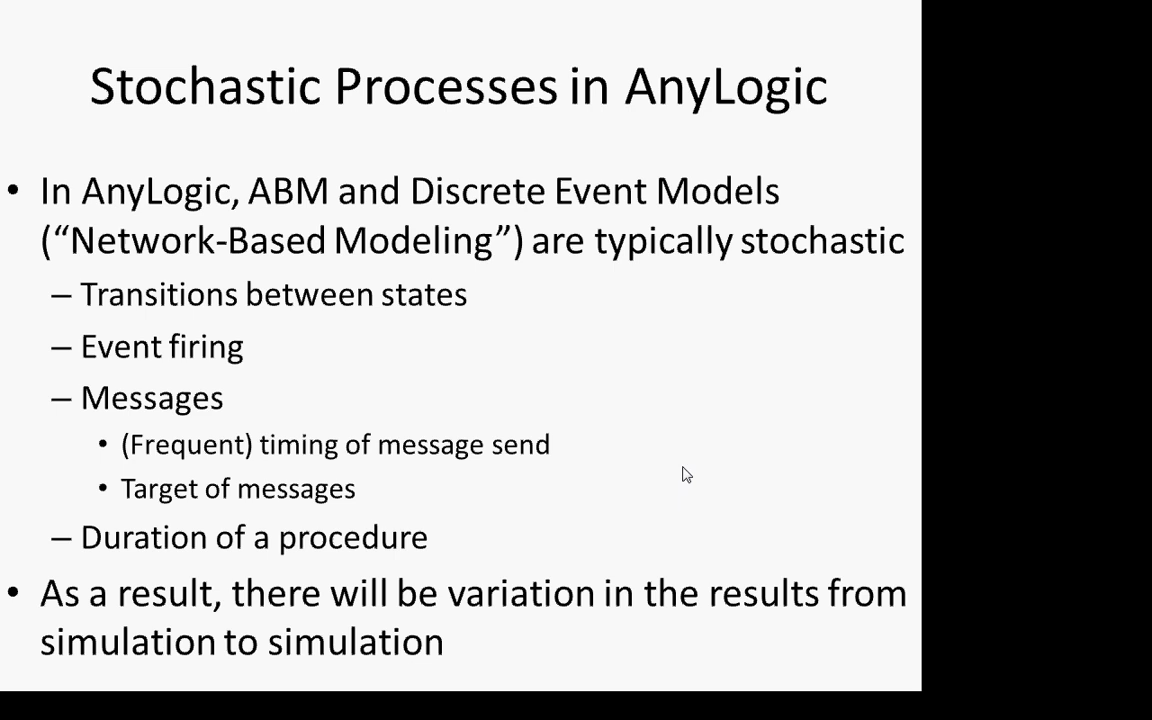 Stochastic Processes in AnyLogic
• In AnyLogic, ABM and Discrete Event Models
(“Network-Based Modeling”) are typically stochastic
– Transitions between states
– Event firing
– Messages
• (Frequent) timing of message send
• Target of messages
– Duration of a procedure
• As a result, there will be variation in the results from
simulation to simulation